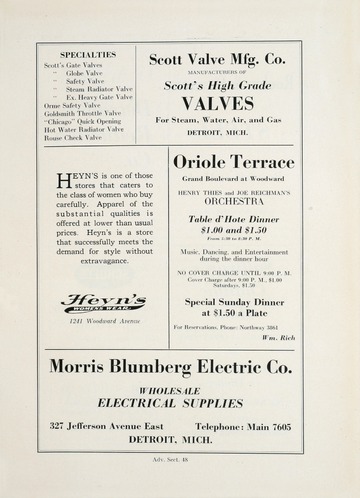 SPECIALTIES
Scott's Gate Valves
" Globe Valve
" Safety Valve
" Steam Radiator Valve
" Ex. Heavy Gate Valve
Orme Safety Valve
Goldsmith Throttle Valve
"Chicago" Quick Opening
Hot Water Radiator Valve
Rouse Check Valve
Scott Valve Mfg. Co.
MANUFACTURERS OF
Scott's High Grade
VALVES
For Steam, Water, Air, and Gas
DETROIT, MICH.
HEYN'S is one of those
stores that caters to
the class of women who buy
carefully. Apparel of the
substantial qualities is
offered at lower than usual
prices. Heyn's is a store
that successfully meets the
demand for style without
extravagance.
Heyn's
WOMENS WEAR
1241 Woodward Avenue
Oriole Terrace
Grand Boulevard at Woodward
HENRY THIES and JOE REICHMAN'S
ORCHESTRA
Table d'Hote Dinner
$1.00 and $1.50
From 5:30 to 8:30 P. M.
Music, Dancing, and Entertainment
during the dinner hour
NO COVER CHARGE UNTIL 9:00 P. M.
Cover Charge after 9:00 P. M., $1.00
Saturdays, $1.50
Special Sunday Dinner
at $1.50 a Plate
For Reservations, Phone: Northway 3861
Wm. Rich
Morris Blumberg Electric Co.
WHOLESALE
ELECTRICAL SUPPLIES
327 Jefferson Avenue East Telephone: Main 7605
DETROIT, MICH.
Adv. Sect. 48